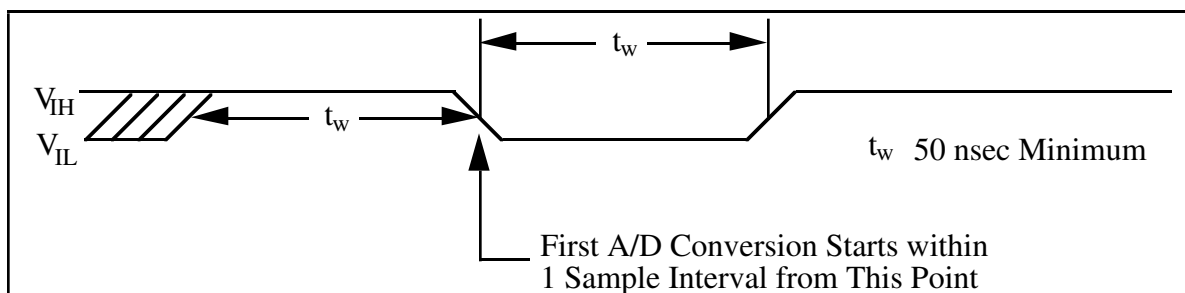 t_w
V_IH
t_w
V_IL
t_w 50 nsec Minimum
First A/D Conversion Starts within
1 Sample Interval from This Point